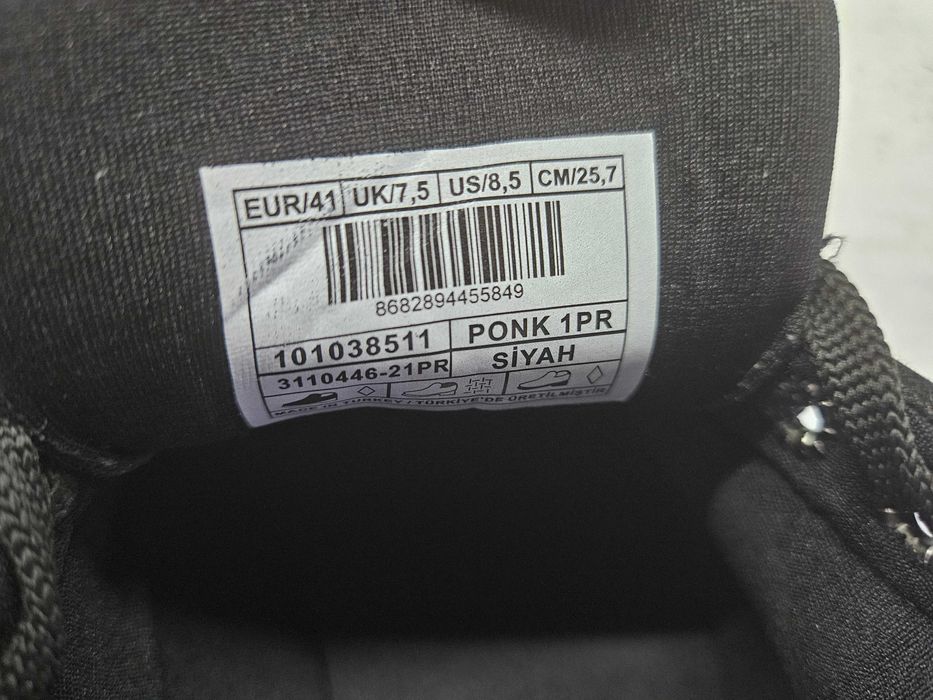 EUR/41 UK/7,5 US/8,5 CM/25,7
8682894455849
101038511 PONK 1PR
3110446-21PR SİYAH
MADE IN TURKEY / TÜRKİYE'DE ÜRETİLMİŞTİR